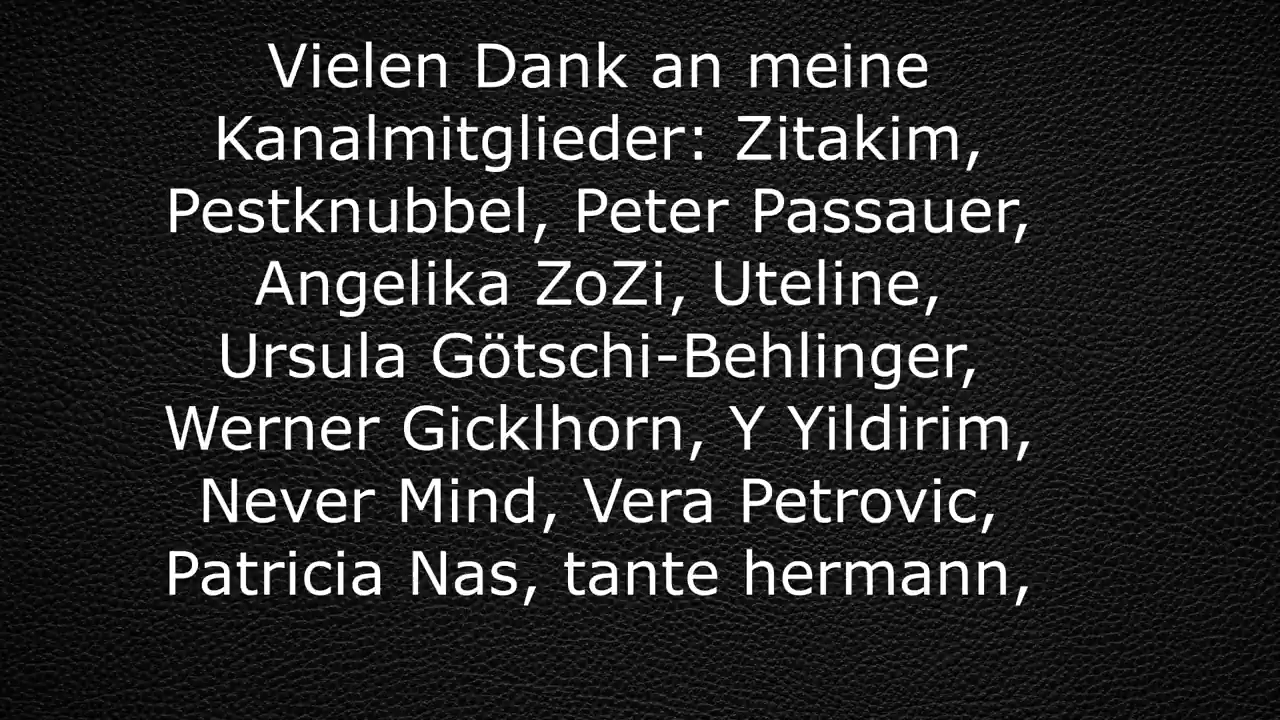 Vielen Dank an meine
Kanalmitglieder: Zitakim,
Pestknubbel, Peter Passauer,
Angelika ZoZi, Uteline,
Ursula Götschi-Behlinger,
Werner Gicklhorn, Y Yildirim,
Never Mind, Vera Petrovic,
Patricia Nas, tante hermann,